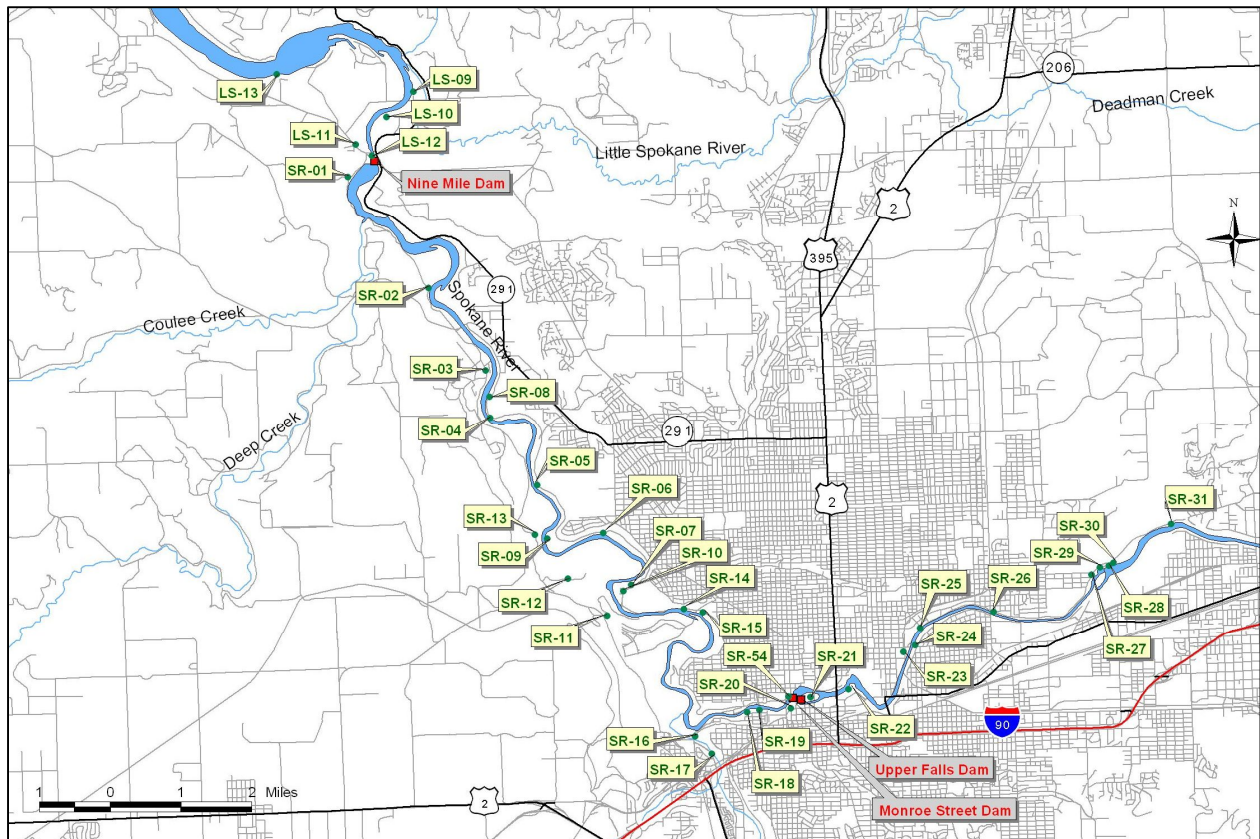 LS-09
206
LS-13
Deadman Creek
LS-10
LS-11
LS-12
Little Spokane River
SR-01
Nine Mile Dam
2
N
395
SR-02
291
Spokane River
Coulee Creek
SR-03
SR-08
SR-04
291
Deep Creek
SR-05
SR-06
2
SR-31
SR-13
SR-07
SR-30
SR-09
SR-10
SR-29
SR-14
SR-25
SR-26
SR-12
SR-28
SR-11
SR-15
SR-24
SR-27
SR-54
SR-21
SR-23
SR-20
90
SR-22
SR-16
SR-19
SR-17
Upper Falls Dam
SR-18
1 0 1 2 Miles
2
Monroe Street Dam